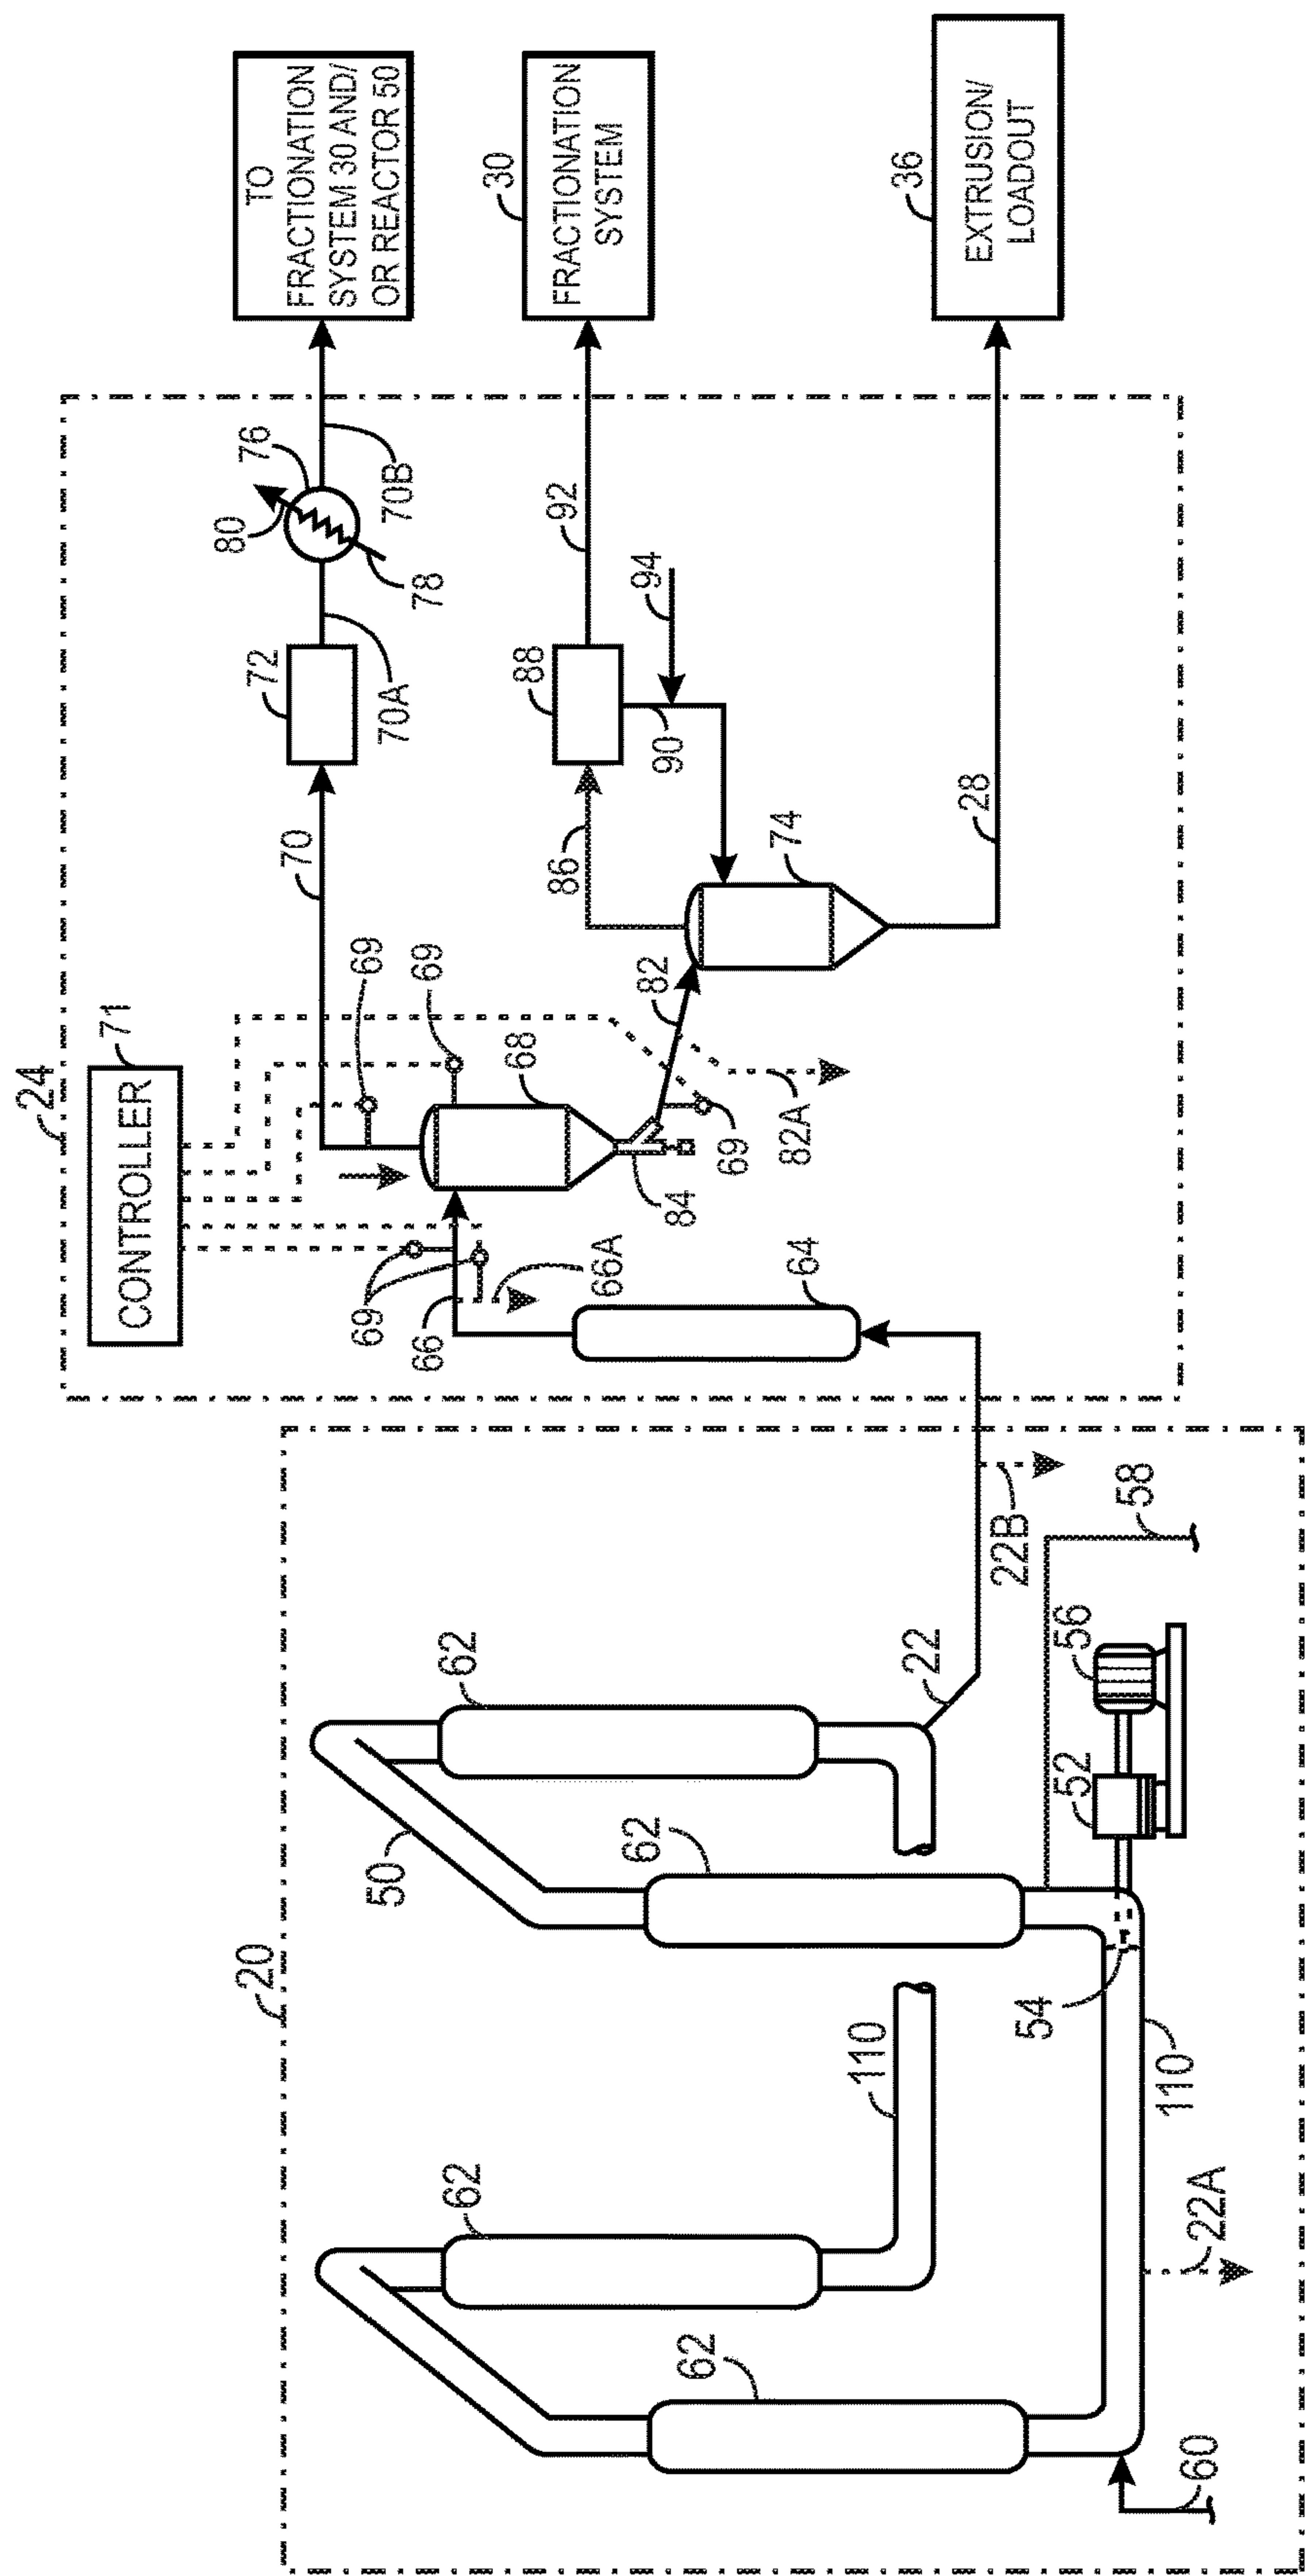 24
CONTROLLER
71
TO
FRACTIONATION
SYSTEM 30 AND/
OR REACTOR 50
30
FRACTIONATION
SYSTEM
36
EXTRUSION/
LOADOUT
69
70
72
70A
80
76
78
70B
69
68
69
66
66A
84
69
82
82A
86
88
90
94
92
74
28
64
20
62
50
62
22
22B
58
62
62
110
54
52
56
110
22A
60